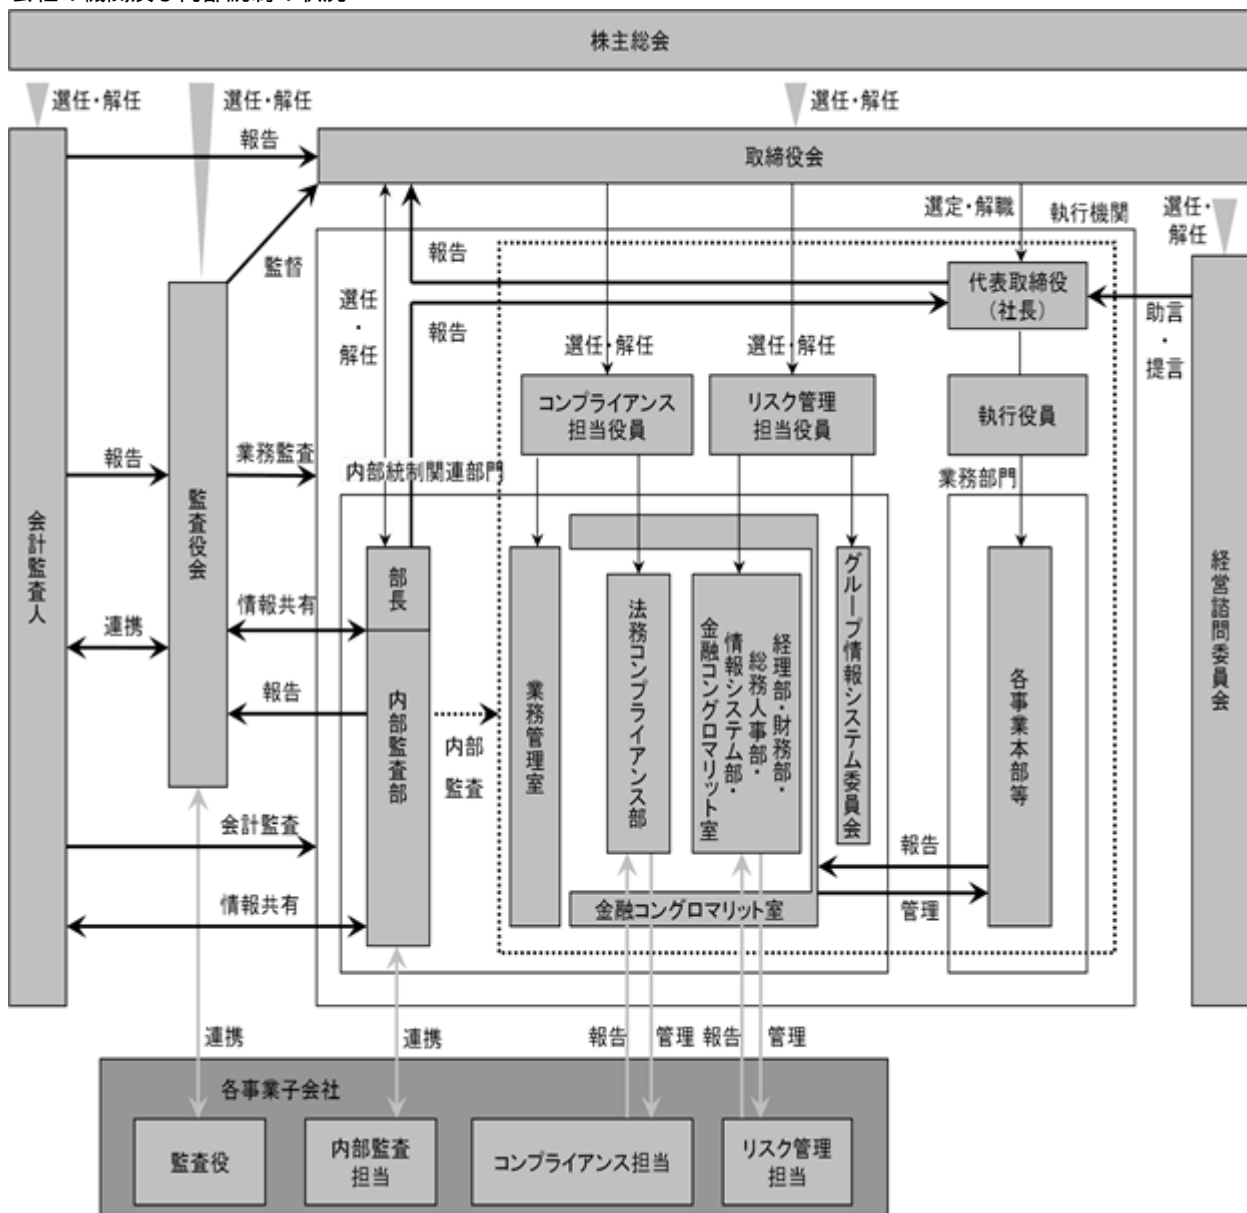 株主総会
選任・解任
選任・解任
選任・解任
報告
取締役会
監督
選任
・
解任
報告
報告
選定・解職
執行機関
選任・
解任
代表取締役
（社長）
助言
・
提言
選任・解任
選任・解任
コンプライアンス
担当役員
リスク管理
担当役員
執行役員
報告
業務監査
内部統制関連部門
業務部門
会計監査人
監査役会
部長
内部監査部
情報共有
連携
報告
内部
監査
業務管理室
法務コンプライアンス部
経理部・財務部・
総務人事部・
情報システム部・
金融コングロマリット室
グループ情報システム委員会
各事業本部等
経営諮問委員会
会計監査
報告
管理
情報共有
金融コングロマリット室
連携
連携
報告
管理
報告
管理
各事業子会社
監査役
内部監査
担当
コンプライアンス担当
リスク管理
担当